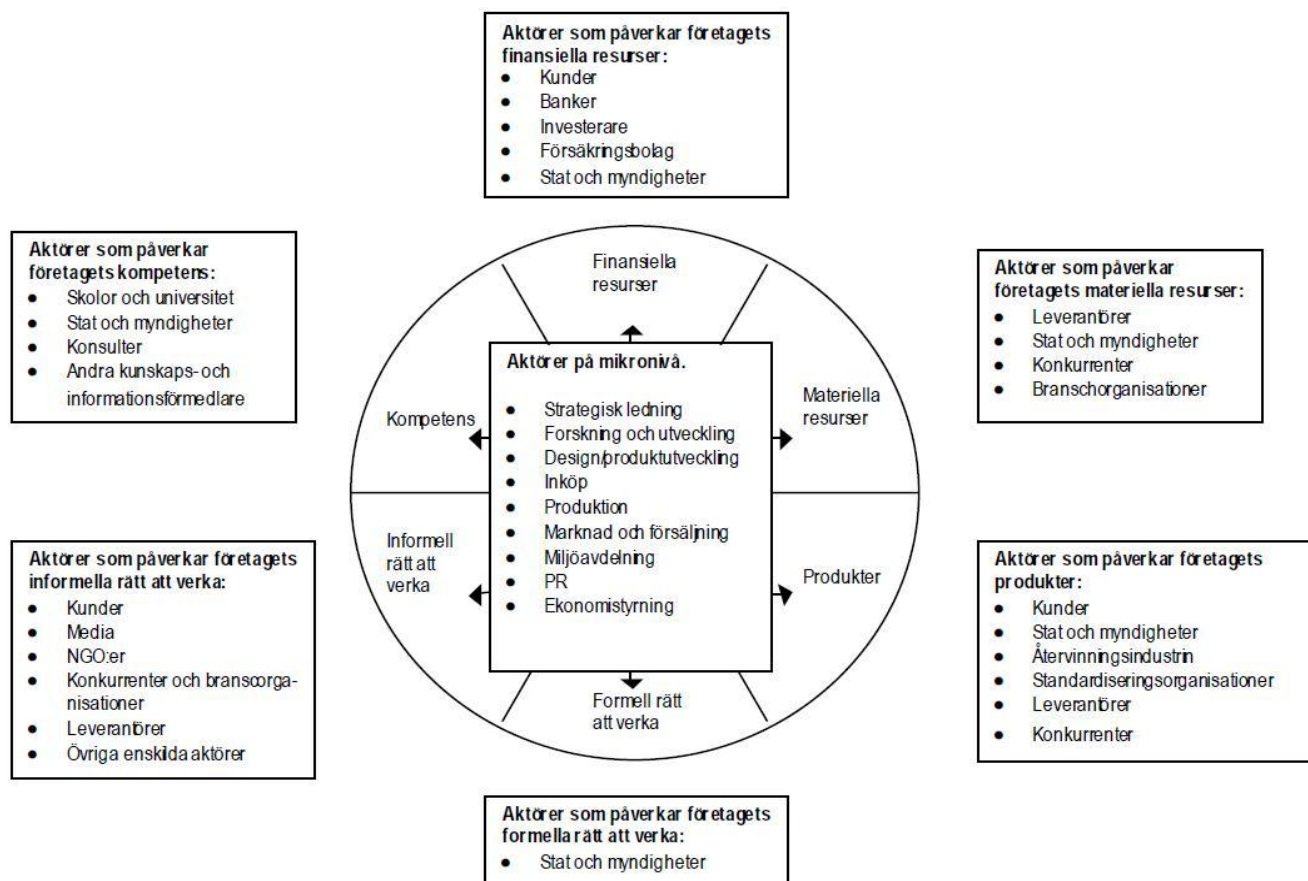 Aktörer som påverkar företagets
finansiella resurser:
● Kunder
● Banker
● Investerare
● Försäkringsbolag
● Stat och myndigheter
Aktörer som påverkar
företagets kompetens:
● Skolor och universitet
● Stat och myndigheter
● Konsulter
● Andra kunskaps- och
informationsförmedlare
Finansiella
resurser
Aktörer som påverkar
företagets materiella resurser:
● Leverantörer
● Stat och myndigheter
● Konkurrenter
● Branschorganisationer
Kompetens
Aktörer på mikronivå.
● Strategisk ledning
● Forskning och utveckling
● Design/produktutveckling
● Inköp
● Produktion
● Marknad och försäljning
● Miljöavdelning
● PR
● Ekonomistyrning
Materiella
resurser
Aktörer som påverkar företagets
informella rätt att verka:
● Kunder
● Media
● NGO:er
● Konkurrenter och branscorga-
nisationer
● Leverantörer
● Övriga enskilda aktörer
Informell
rätt att
verka
Produkter
Aktörer som påverkar företagets
produkter:
● Kunder
● Stat och myndigheter
● Återvinningsindustrin
● Standardiseringsorganisationer
● Leverantörer
● Konkurrenter
Formell rätt
att verka
Aktörer som påverkar företagets
formella rätt att verka:
● Stat och myndigheter